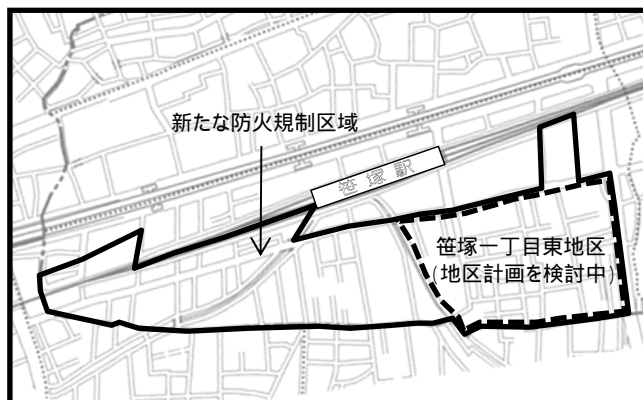 新たな防火規制区域
笹塚駅
笹塚一丁目東地区
(地区計画を検討中)